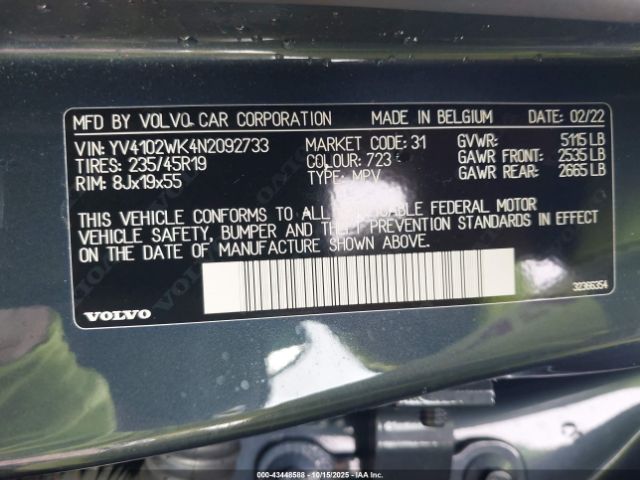 MFD BY VOLVO CAR CORPORATION MADE IN BELGIUM DATE: 02/22
VIN: YV4102WK4N2092733 MARKET CODE: 31 GVWR: 5115 LB
TIRES: 235/45R19 COLOUR: 723 GAWR FRONT: 2535 LB
RIM: 8Jx19x55 TYPE: MPV GAWR REAR: 2665 LB
THIS VEHICLE CONFORMS TO ALL APPLICABLE FEDERAL MOTOR
VEHICLE SAFETY, BUMPER AND THEFT PREVENTION STANDARDS IN EFFECT
ON THE DATE OF MANUFACTURE SHOWN ABOVE.
VOLVO 32366354
000-43448588 10/15/2025 IAA, Inc.